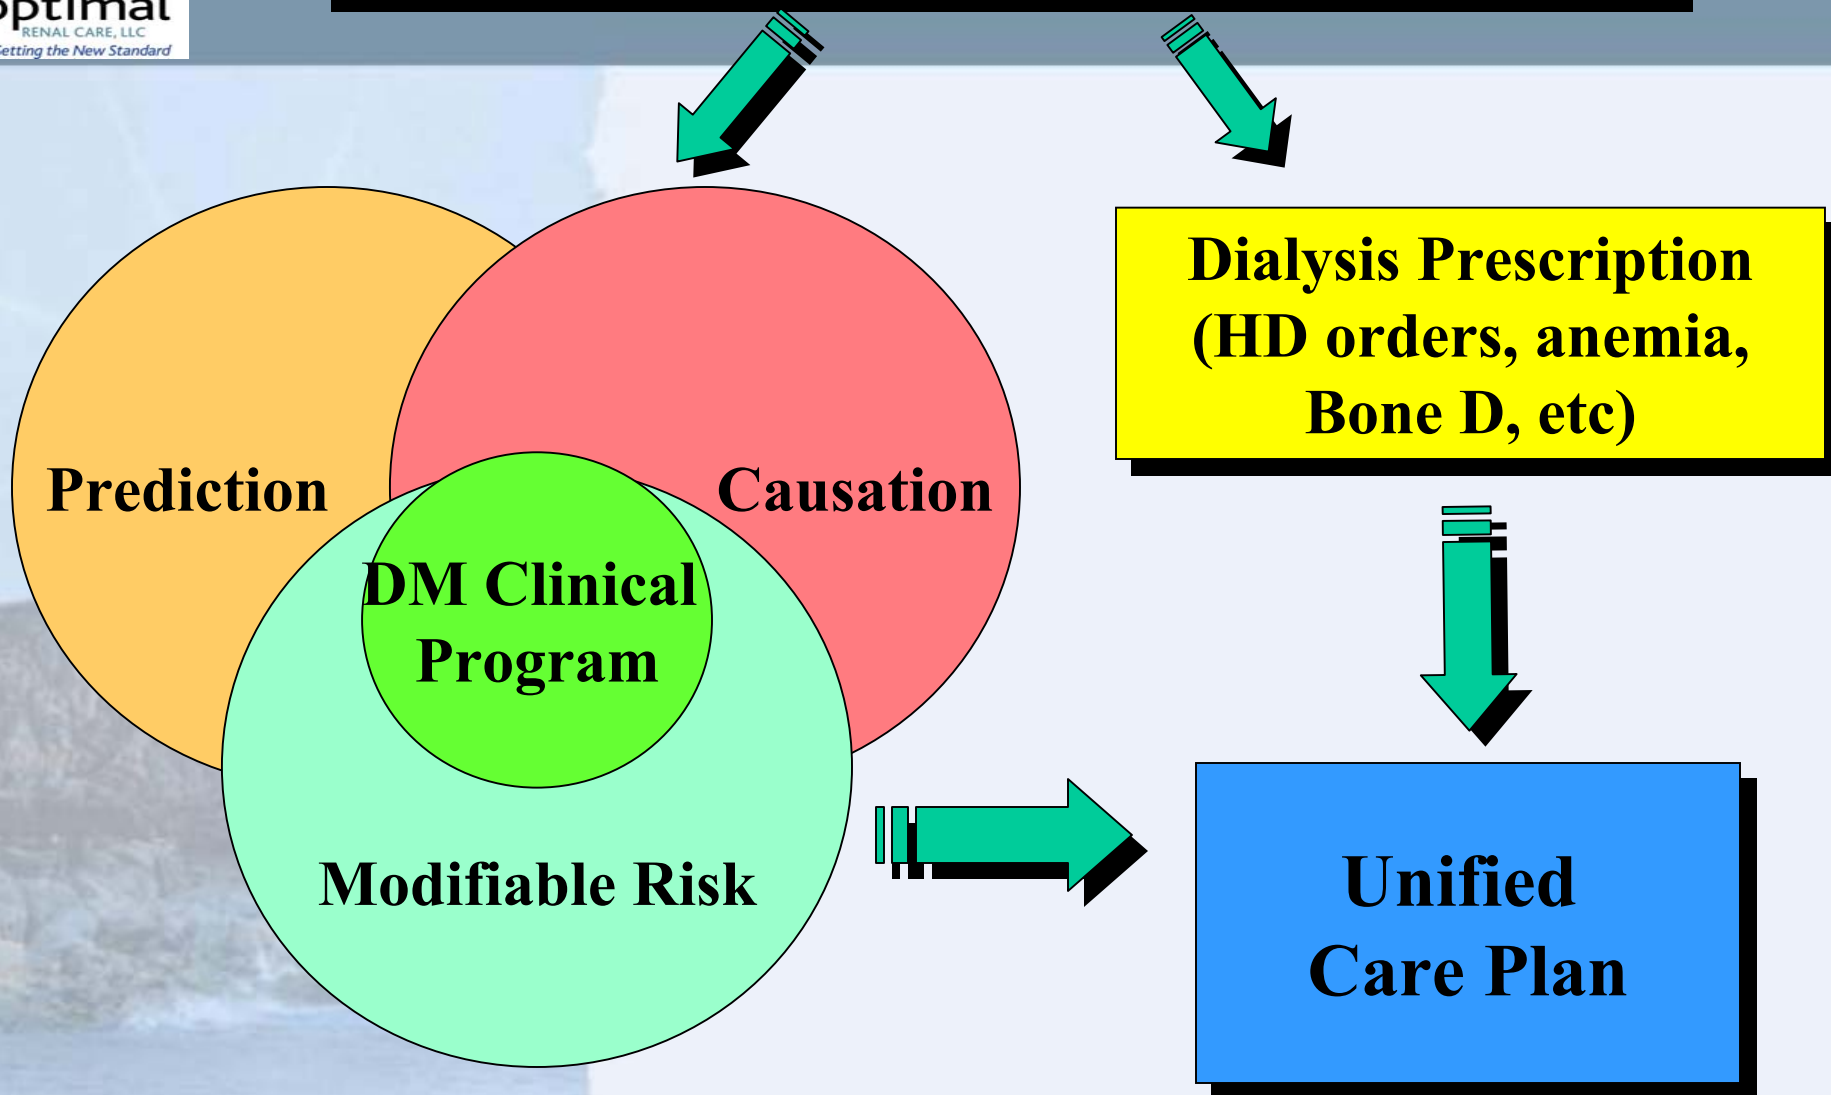 optimal
RENAL CARE, LLC
Setting the New Standard
Dialysis Prescription
(HD orders, anemia,
Bone D, etc)
Prediction
Causation
DM Clinical
Program
Modifiable Risk
Unified
Care Plan